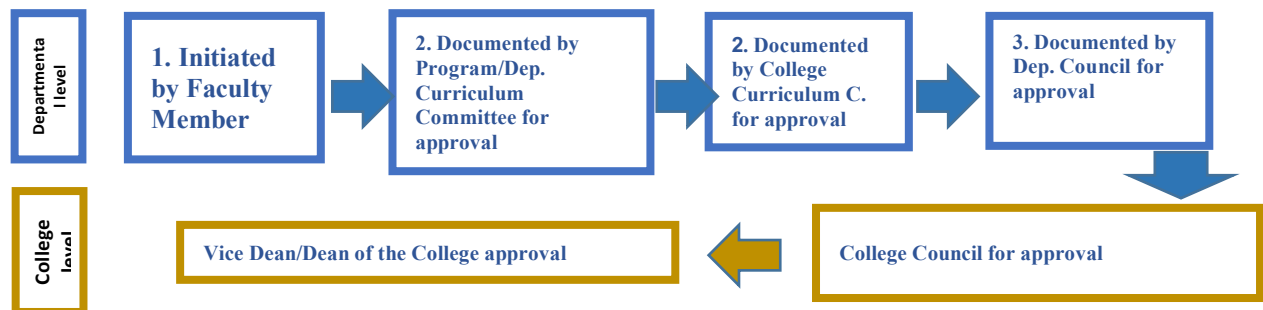 Departmenta
l level
1. Initiated
by Faculty
Member
2. Documented by
Program/Dep.
Curriculum
Committee for
approval
2. Documented
by College
Curriculum C.
for approval
3. Documented by
Dep. Council for
approval
College
level
Vice Dean/Dean of the College approval
College Council for approval